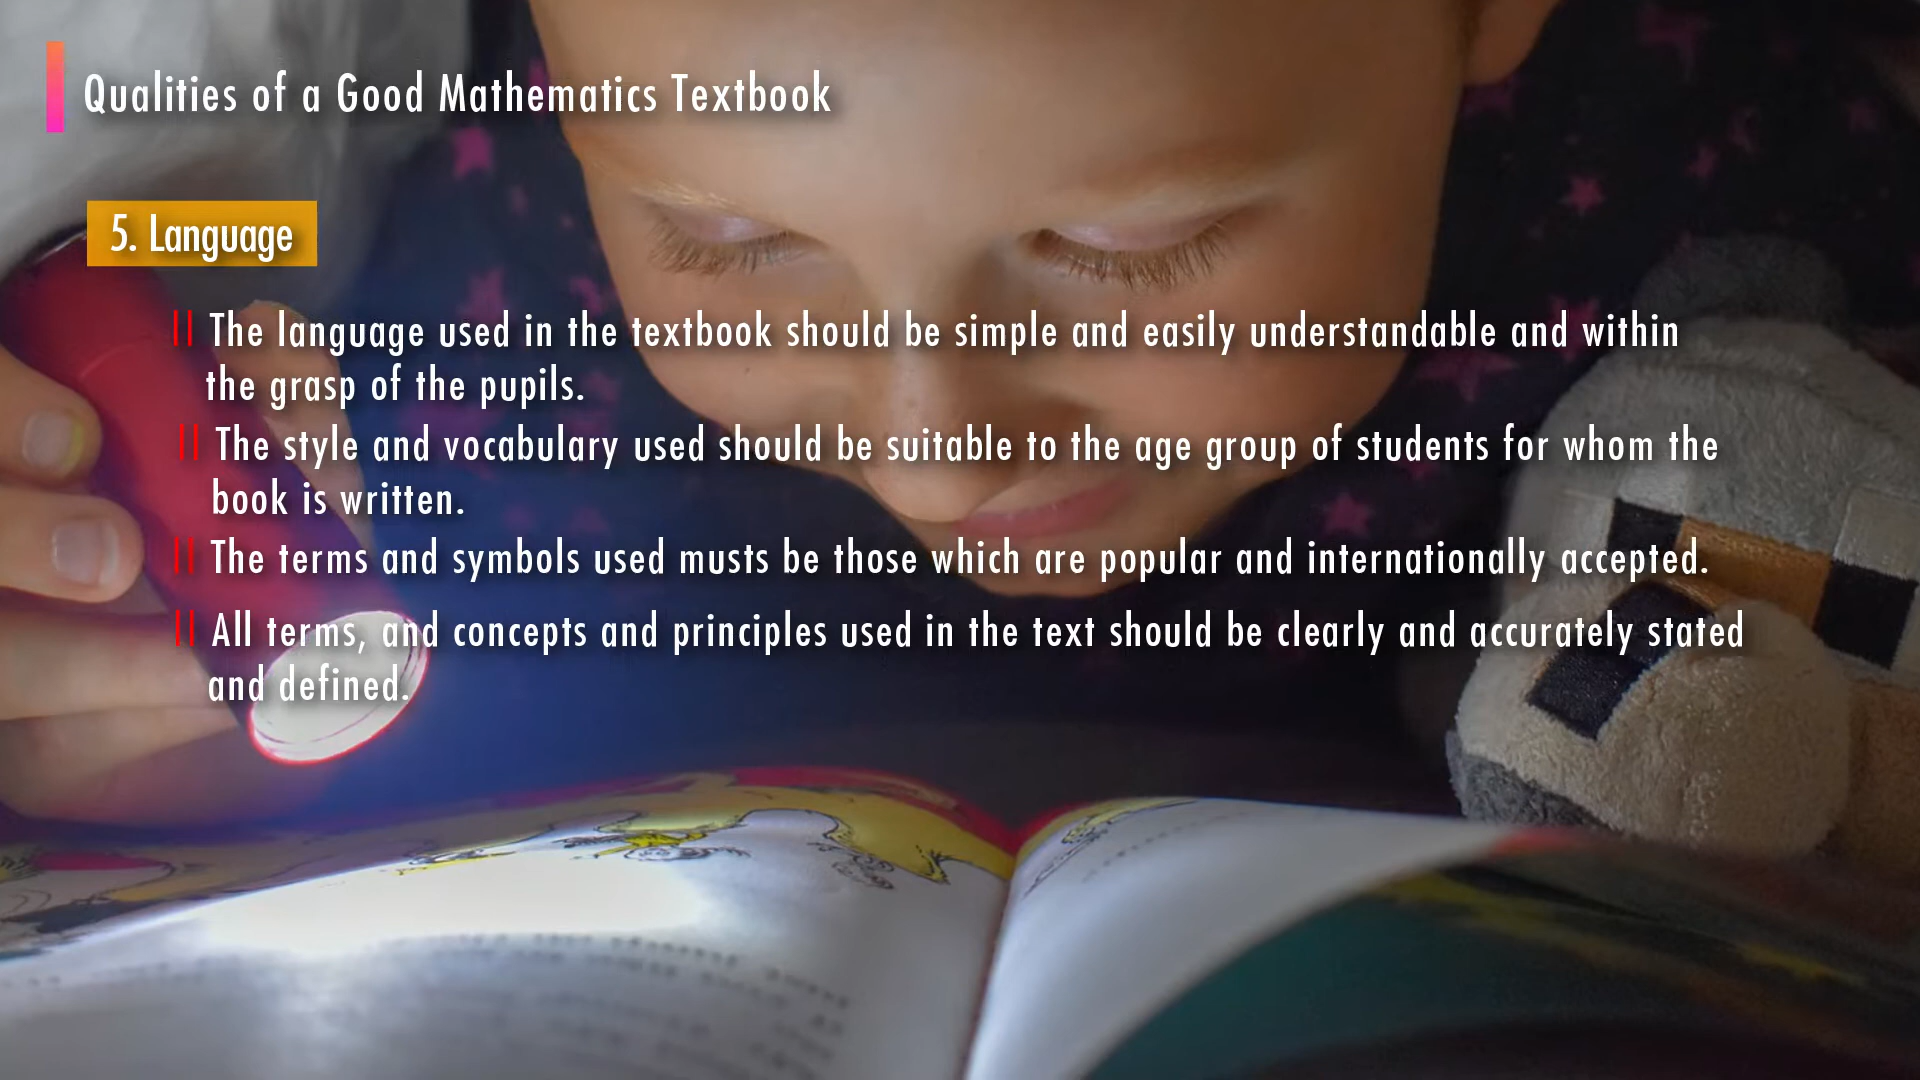 Qualities of a Good Mathematics Textbook
5. Language
The language used in the textbook should be simple and easily understandable and within
the grasp of the pupils.
The style and vocabulary used should be suitable to the age group of students for whom the
book is written.
The terms and symbols used musts be those which are popular and internationally accepted.
All terms, and concepts and principles used in the text should be clearly and accurately stated
and defined.